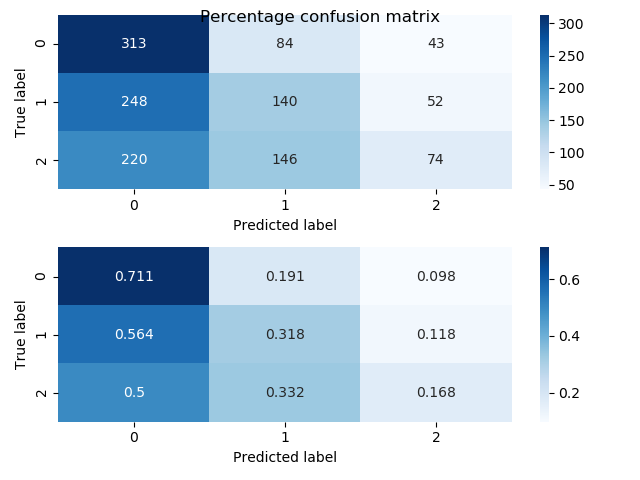 Percentage confusion matrix
0 313 84 43
1 248 140 52
2 220 146 74
0 1 2
Predicted label
True label
300
250
200
150
100
50
0 0.711 0.191 0.098
1 0.564 0.318 0.118
2 0.5 0.332 0.168
0 1 2
Predicted label
True label
0.6
0.4
0.2